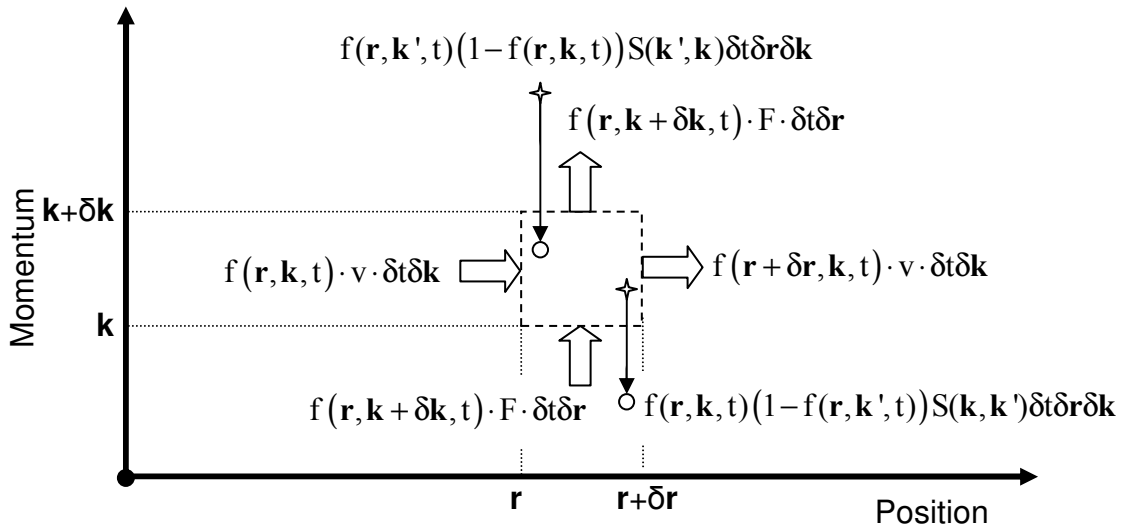 f(r,k',t)(1−f(r,k,t))S(k',k)δtδrδk
f(r,k+δk,t)·F·δtδr
Momentum
k+δk
f(r,k,t)·v·δtδk
f(r+δr,k,t)·v·δtδk
k
f(r,k+δk,t)·F·δtδr
f(r,k,t)(1−f(r,k',t))S(k,k')δtδrδk
r
r+δr
Position